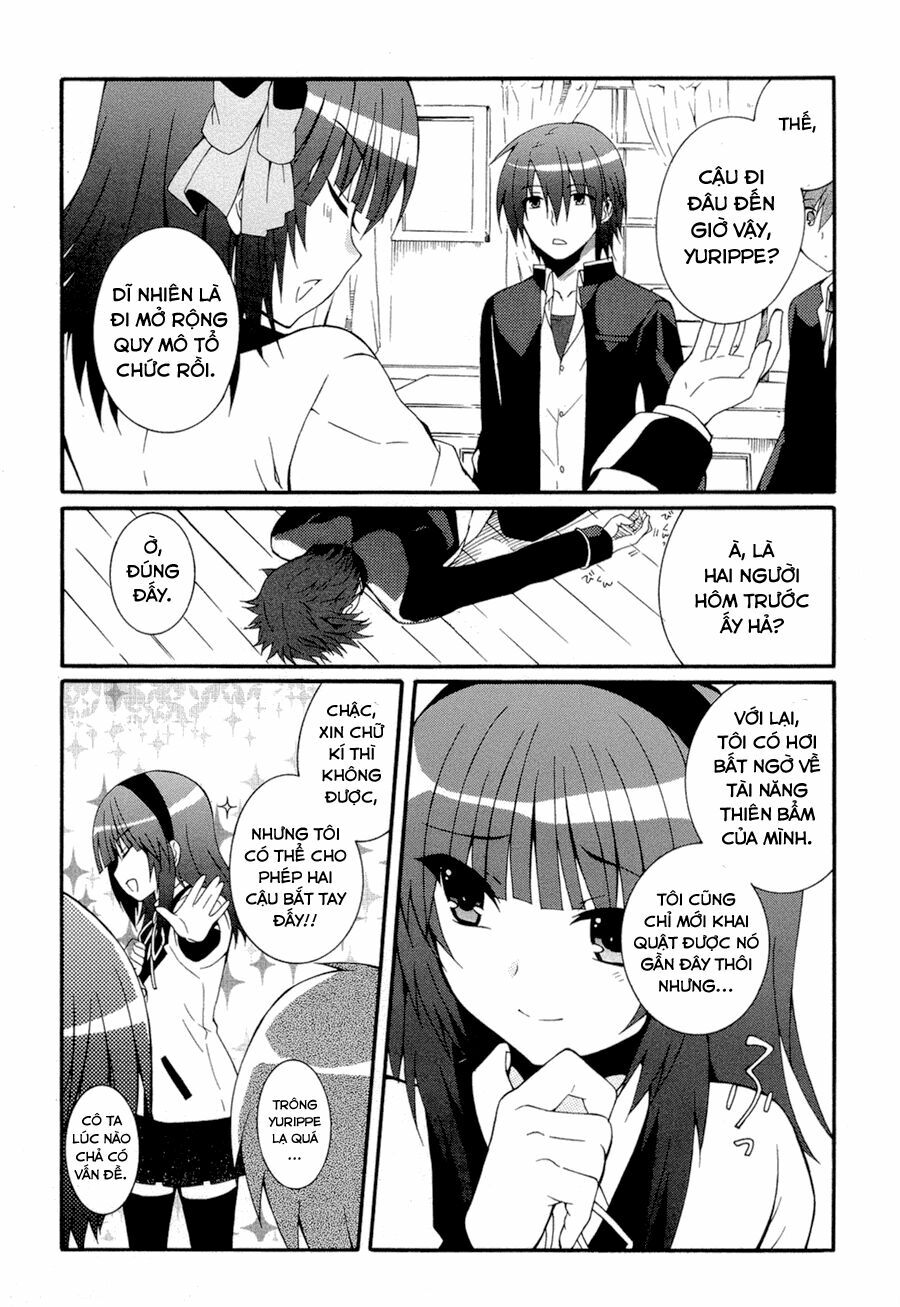 THẾ,
CẬU ĐI
ĐÂU ĐẾN
GIỜ VẬY,
YURIPPE?
DĨ NHIÊN LÀ
ĐI MỞ RỘNG
QUY MÔ TỔ
CHỨC RỒI.
À, LÀ
HAI NGƯỜI
HÔM TRƯỚC
ẤY HẢ?
Ờ,
ĐÚNG
ĐẤY.
VỚI LẠI,
TÔI CÓ HƠI
BẤT NGỜ VỀ
TÀI NĂNG
THIÊN BẨM
CỦA MÌNH.
TÔI CŨNG
CHỈ MỚI KHAI
QUẬT ĐƯỢC NÓ
GẦN ĐÂY THÔI
NHƯNG...
CHẬC,
XIN CHỮ
KÍ THÌ
KHÔNG
ĐƯỢC,
NHƯNG TÔI
CÓ THỂ CHO
PHÉP HAI
CẬU BẮT TAY
ĐẤY!!
TRÔNG
YURIPPE
LẠ QUÁ
...
CÔ TA
LÚC NÀO
CHẢ CÓ
VẤN ĐỀ.